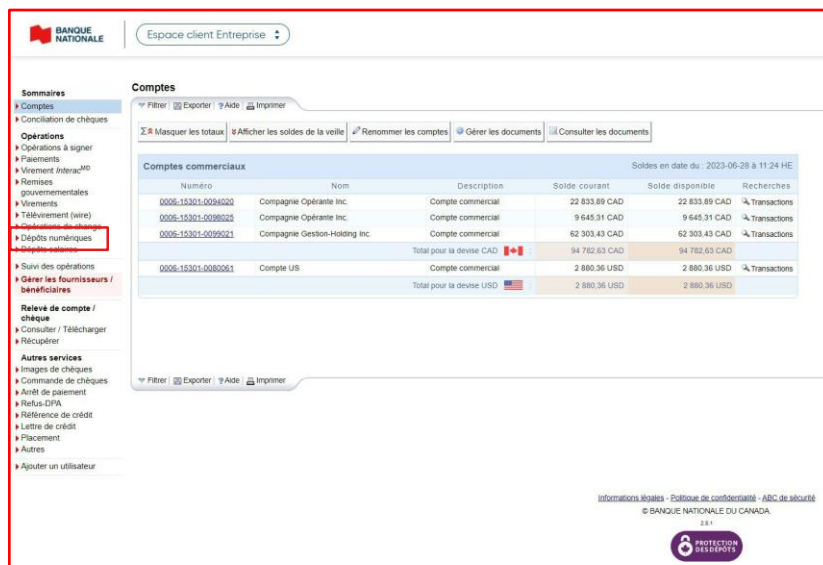 BANQUE
NATIONALE
Espace client Entreprise
Sommaires
Comptes
Conciliation de chèques
Opérations
Opérations à signer
Paiements
Virement Interac MD
Remises
gouvernementales
Virements
Télévirement (wire)
Opérations de change
Dépôts numériques
Dépôts salaires
Suivi des opérations
Gérer les fournisseurs /
bénéficiaires
Relevé de compte /
chèque
Consulter / Télécharger
Récupérer
Autres services
Images de chèques
Commande de chèques
Arrêt de paiement
Refus-DPA
Référence de crédit
Lettre de crédit
Placement
Autres
Ajouter un utilisateur
Comptes
Filtrer Exporter ? Aide Imprimer
Masquer les totaux Afficher les soldes de la veille Renommer les comptes Gérer les documents Consulter les documents
Comptes commerciaux Soldes en date du : 2023-06-28 à 11:24 HE
Numéro Nom Description Solde courant Solde disponible Recherches
0006-15301-0094020 Compagnie Opérante Inc. Compte commercial 22 833,89 CAD 22 833,89 CAD Transactions
0006-15301-0098025 Compagnie Opérante Inc. Compte commercial 9 645,31 CAD 9 645,31 CAD Transactions
0006-15301-0099021 Compagnie Gestion-Holding Inc. Compte commercial 62 303,43 CAD 62 303,43 CAD Transactions
Total pour la devise CAD : 94 782,63 CAD 94 782,63 CAD
0006-15301-0080061 Compte US Compte commercial 2 880,36 USD 2 880,36 USD Transactions
Total pour la devise USD : 2 880,36 USD 2 880,36 USD
Filtrer Exporter ? Aide Imprimer
Informations légales - Politique de confidentialité - ABC de sécurité
© BANQUE NATIONALE DU CANADA.
2.6.1
PROTECTION
DES DÉPÔTS